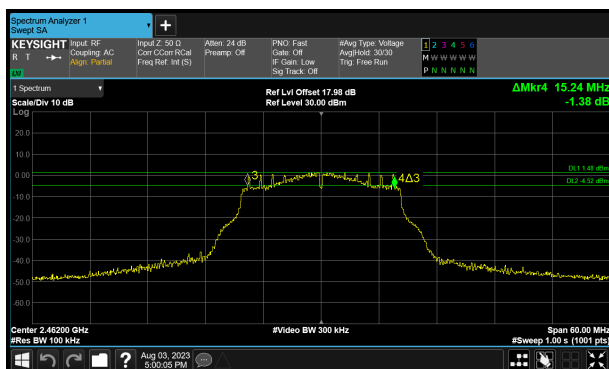 Spectrum Analyzer 1
Swept SA
KEYSIGHT
R T
LV
Input: RF
Coupling: AC
Align: Partial
Input Z: 50 Ω
Corr CCorr RCal
Freq Ref: Int (S)
Atten: 24 dB
Preamp: Off
PNO: Fast
Gate: Off
IF Gain: Low
Sig Track: Off
#Avg Type: Voltage
Avg|Hold: 30/30
Trig: Free Run
1 2 3 4 5 6
M W W W W W
P N N N N N
1 Spectrum
Scale/Div 10 dB
Ref Lvl Offset 17.98 dB
Ref Level 30.00 dBm
ΔMkr4 15.24 MHz
-1.38 dB
Log
20.0
10.0
0.00
-10.0
-20.0
-30.0
-40.0
-50.0
-60.0
3
4Δ3
DL1 1.48 dBm
DL2 -4.52 dBm
Center 2.46200 GHz
#Res BW 100 kHz
#Video BW 300 kHz
Span 60.00 MHz
#Sweep 1.00 s (1001 pts)
?
Aug 03, 2023
5:00:05 PM